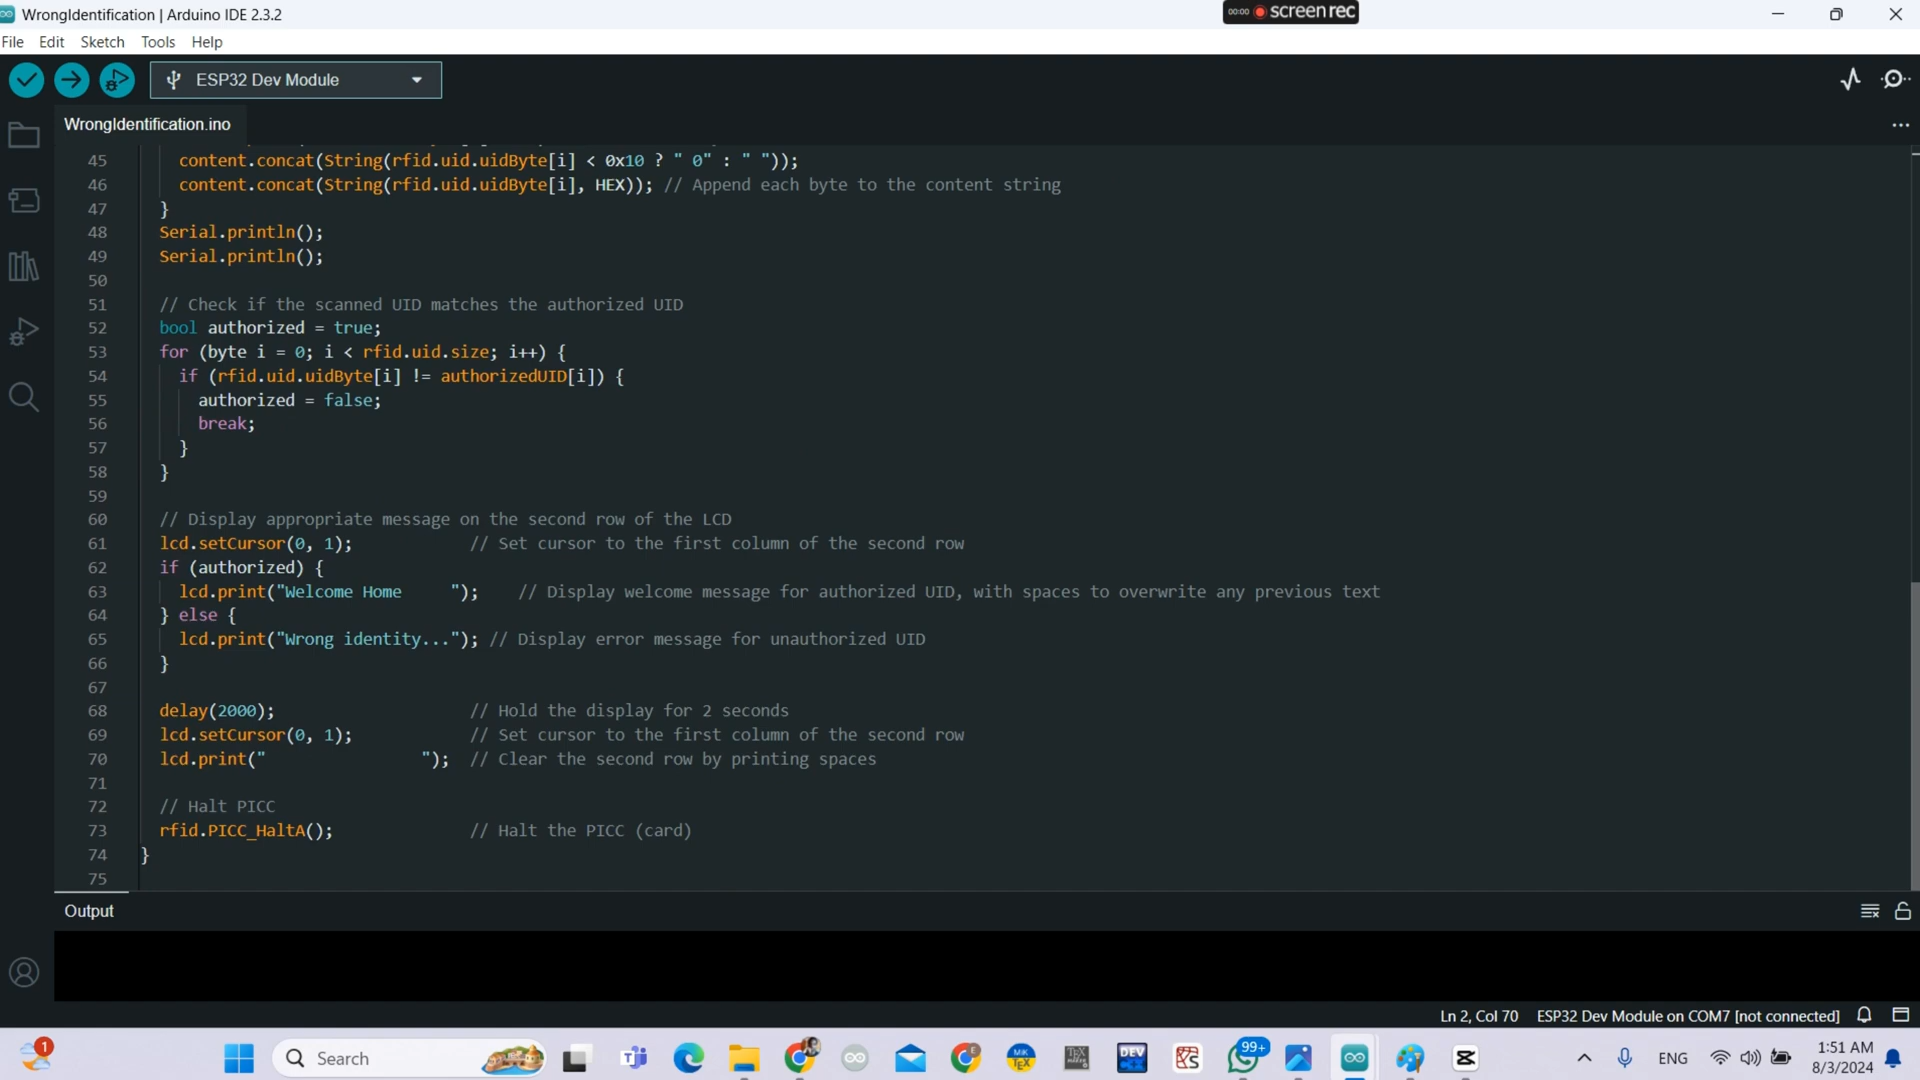 WrongIdentification | Arduino IDE 2.3.2
00:00 screen rec
File Edit Sketch Tools Help
ESP32 Dev Module
WrongIdentification.ino
45 content.concat(String(rfid.uid.uidByte[i] < 0x10 ? " 0" : " "));
46 content.concat(String(rfid.uid.uidByte[i], HEX)); // Append each byte to the content string
47 }
48 Serial.println();
49 Serial.println();
50
51 // Check if the scanned UID matches the authorized UID
52 bool authorized = true;
53 for (byte i = 0; i < rfid.uid.size; i++) {
54 if (rfid.uid.uidByte[i] != authorizedUID[i]) {
55 authorized = false;
56 break;
57 }
58 }
59
60 // Display appropriate message on the second row of the LCD
61 lcd.setCursor(0, 1); // Set cursor to the first column of the second row
62 if (authorized) {
63 lcd.print("Welcome Home     "); // Display welcome message for authorized UID, with spaces to overwrite any previous text
64 } else {
65 lcd.print("Wrong identity..."); // Display error message for unauthorized UID
66 }
67
68 delay(2000); // Hold the display for 2 seconds
69 lcd.setCursor(0, 1); // Set cursor to the first column of the second row
70 lcd.print("                "); // Clear the second row by printing spaces
71
72 // Halt PICC
73 rfid.PICC_HaltA(); // Halt the PICC (card)
74 }
75
Output
Ln 2, Col 70 ESP32 Dev Module on COM7 [not connected]
1
Search
MiK TEX
DEV
99+
ENG
1:51 AM
8/3/2024